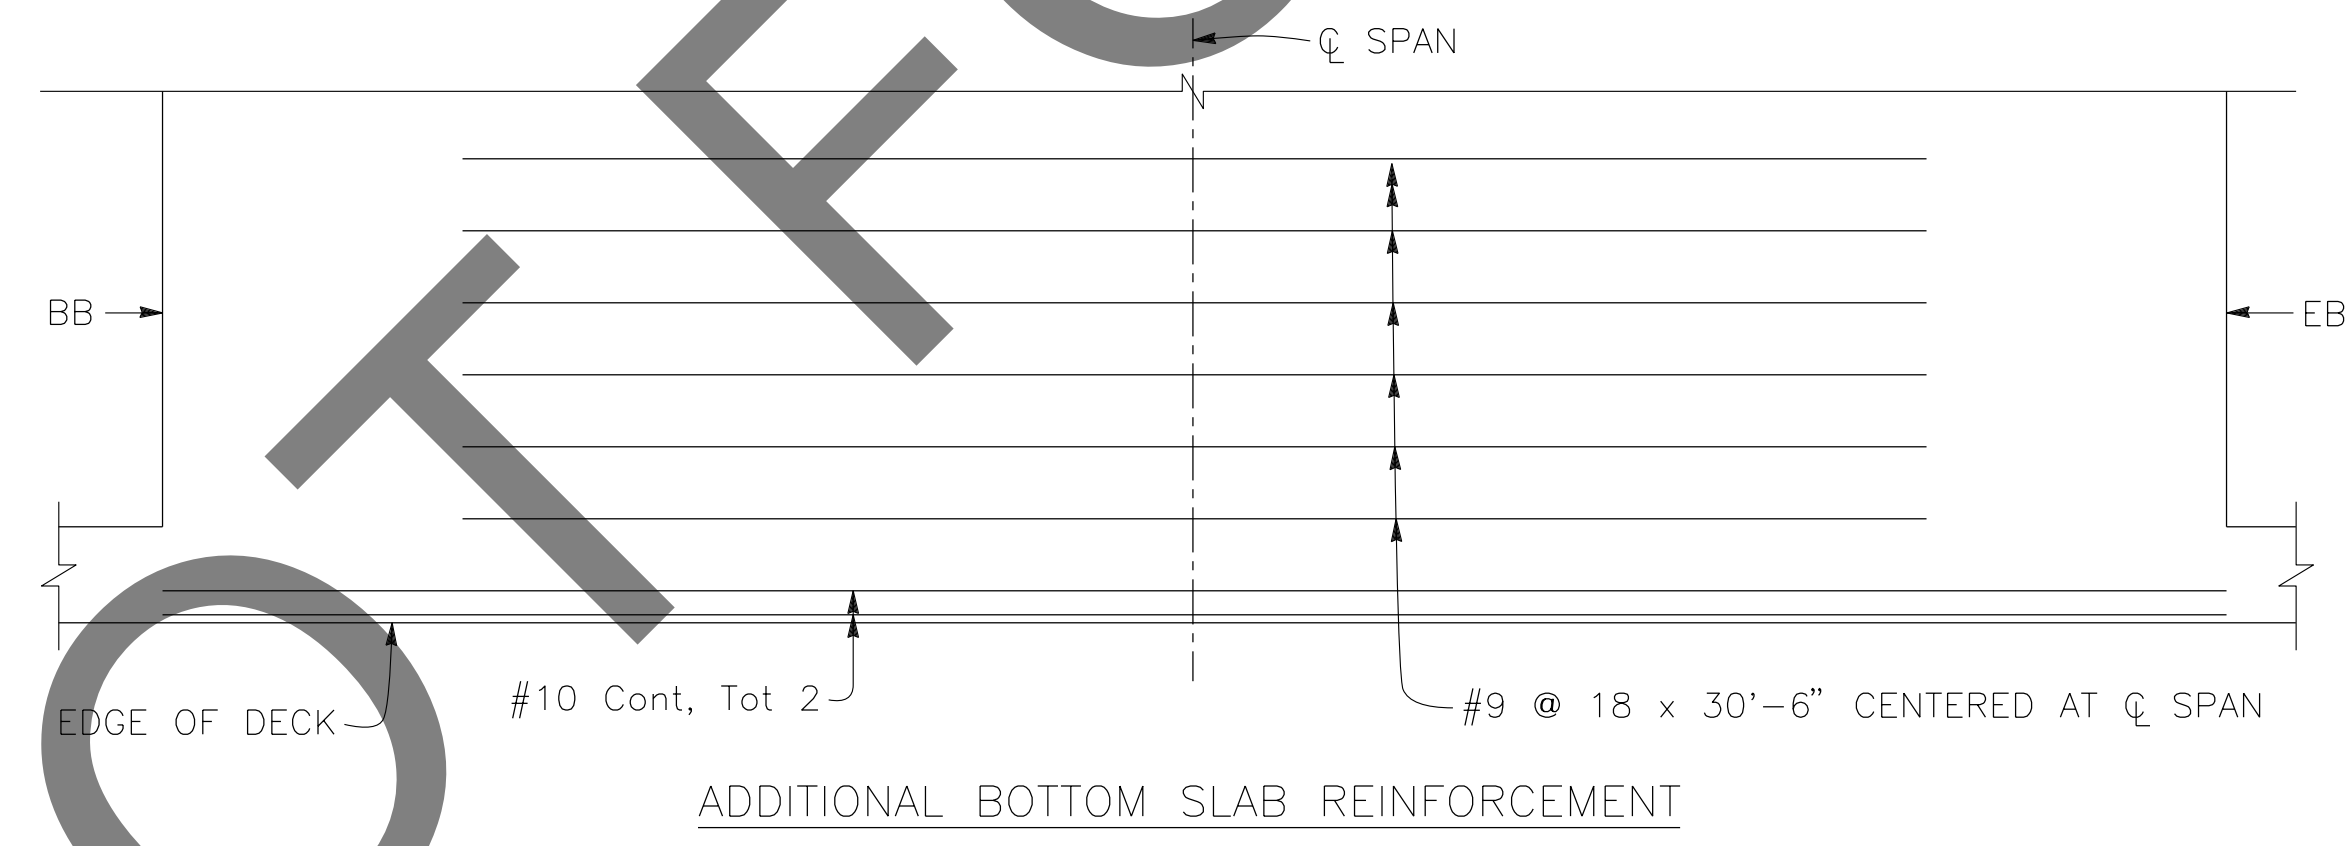 ℄ SPAN
BB
EB
#10 Cont, Tot 2
EDGE OF DECK
#9 @ 18 x 30'-6" CENTERED AT ℄ SPAN
ADDITIONAL BOTTOM SLAB REINFORCEMENT